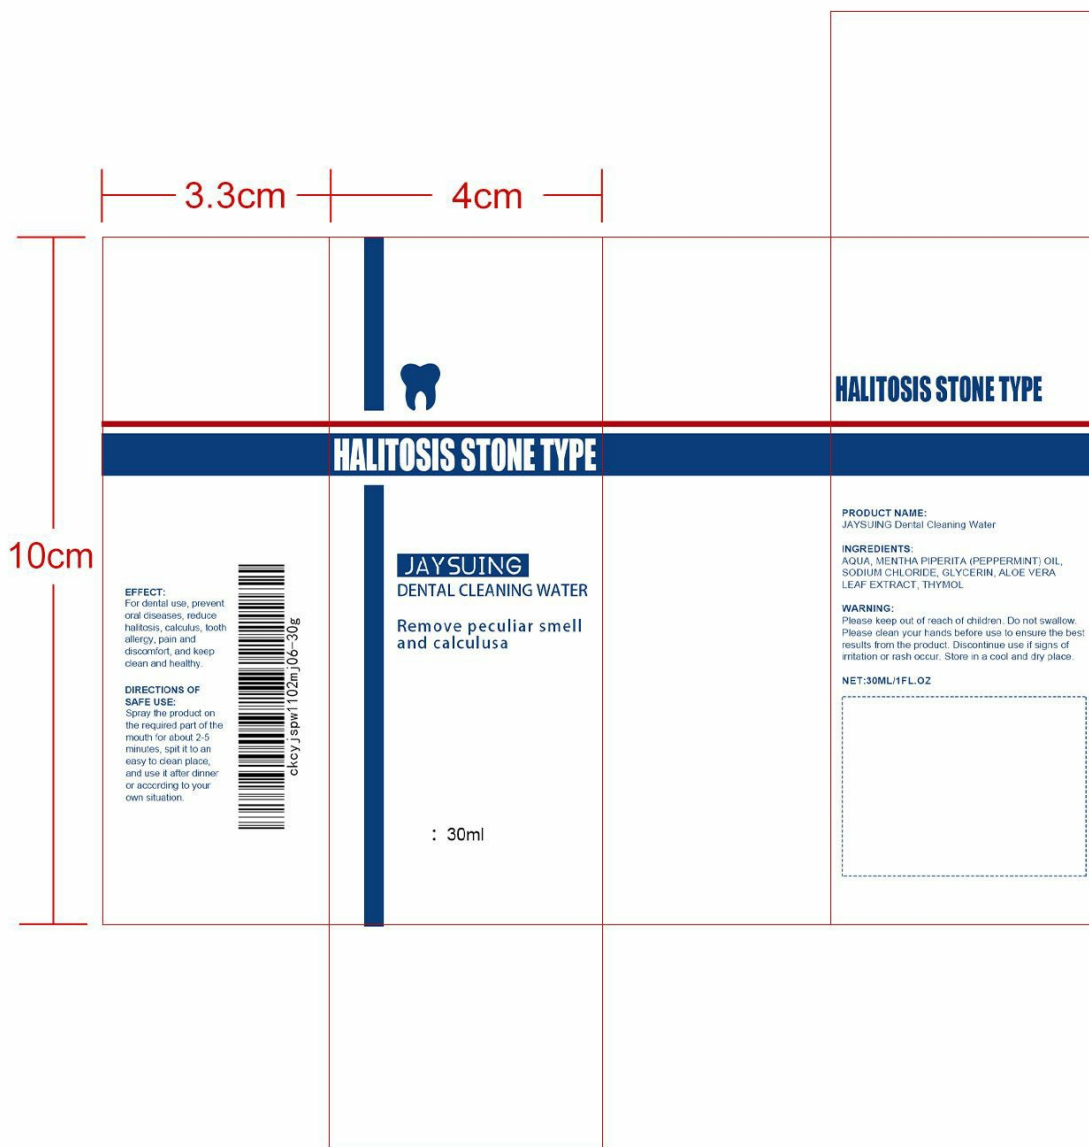 3.3cm
4cm
10cm
EFFECT:
For dental use, prevent
oral diseases, reduce
halitosis, calculus, tooth
allergy, pain and
discomfort, and keep
clean and healthy.
DIRECTIONS OF
SAFE USE:
Spray the product on
the required part of the
mouth for about 2-5
minutes, spit it to an
easy to clean place,
and use it after dinner
or according to your
own situation.
ckcyjspw1102mj06-30g
HALITOSIS STONE TYPE
JAYSUING
DENTAL CLEANING WATER
Remove peculiar smell
and calculusa
: 30ml
HALITOSIS STONE TYPE
PRODUCT NAME:
JAYSUING Dental Cleaning Water
INGREDIENTS:
AQUA, MENTHA PIPERITA (PEPPERMINT) OIL,
SODIUM CHLORIDE, GLYCERIN, ALOE VERA
LEAF EXTRACT, THYMOL
WARNING:
Please keep out of reach of children. Do not swallow.
Please clean your hands before use to ensure the best
results from the product. Discontinue use if signs of
irritation or rash occur. Store in a cool and dry place.
NET:30ML/1FL.OZ